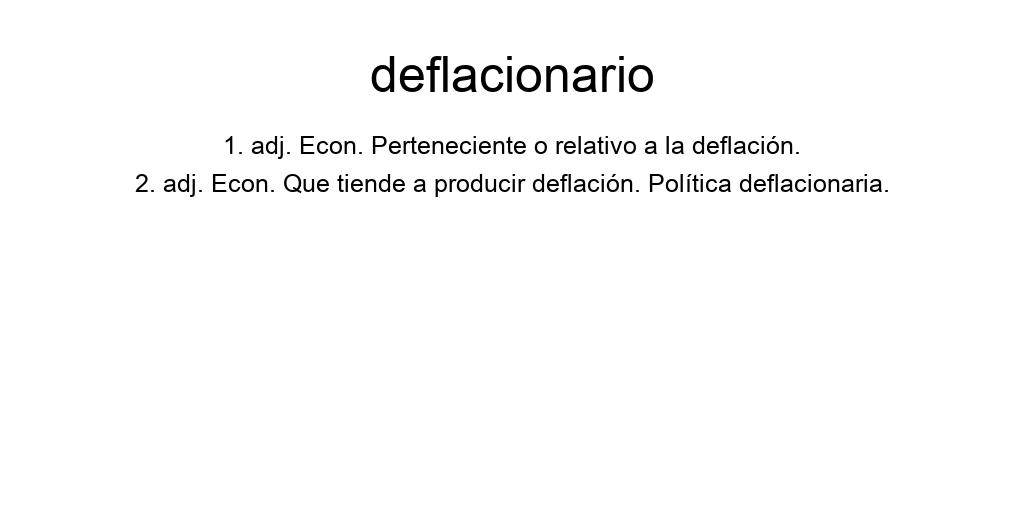 deflacionario
1. adj. Econ. Perteneciente o relativo a la deflación.
2. adj. Econ. Que tiende a producir deflación. Política deflacionaria.